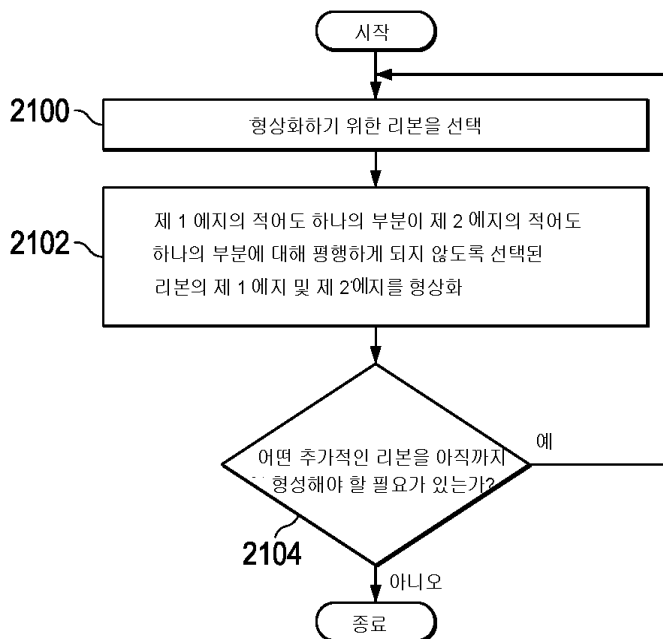 시작
2100
형상화하기 위한 리본을 선택
2102
제 1 에지의 적어도 하나의 부분이 제 2 에지의 적어도
하나의 부분에 대해 평행하게 되지 않도록 선택된
리본의 제 1 에지 및 제 2 에지를 형상화
예
어떤 추가적인 리본을 아직까지
형성해야 할 필요가 있는가?
2104
아니오
종료